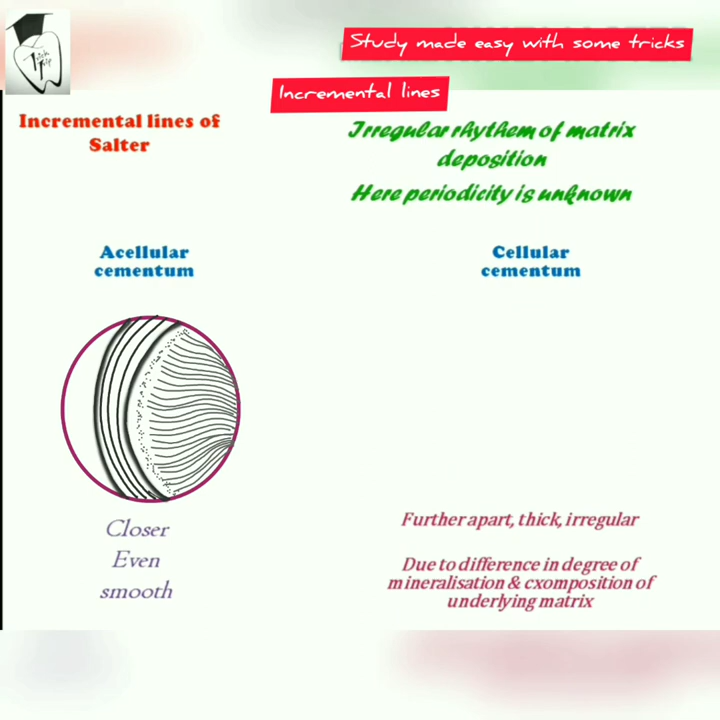 Trick
Trip
Study made easy with some tricks
Incremental lines
Incremental lines of
Salter
Irregular rhythem of matrix
deposition
Here periodicity is unknown
Acellular
cementum
Cellular
cementum
Closer
Even
smooth
Further apart, thick, irregular
Due to difference in degree of
mineralisation & cxomposition of
underlying matrix